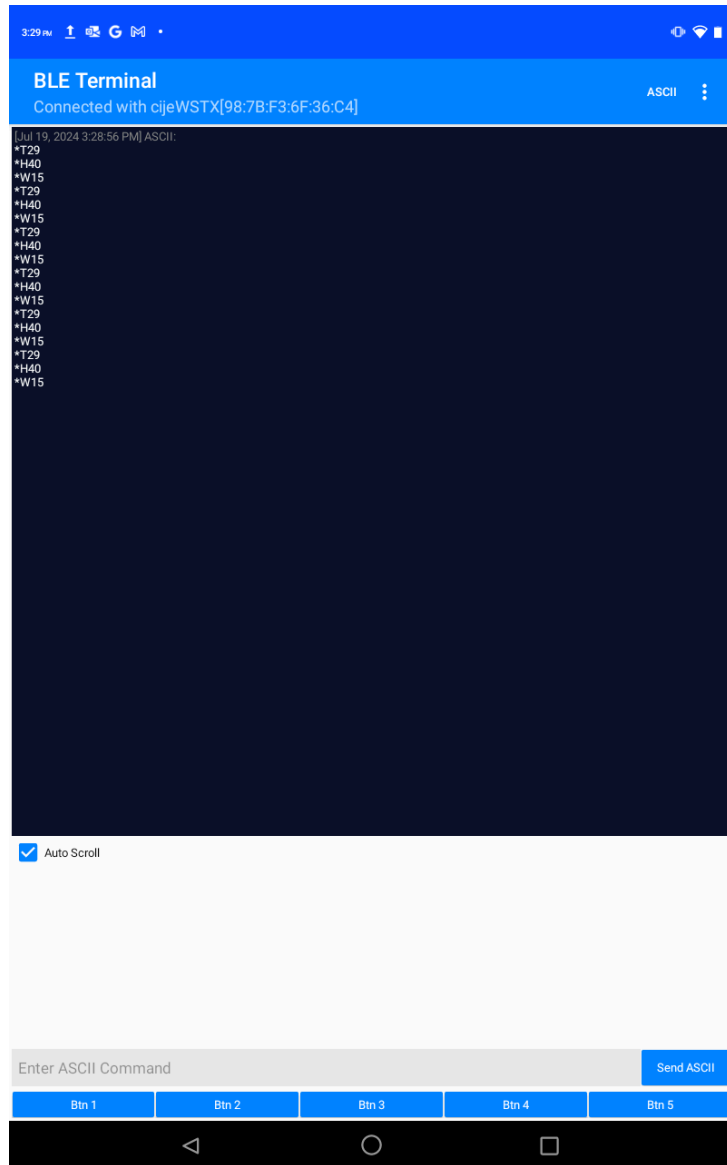 3:29 PM
BLE Terminal
Connected with cijeWSTX[98:7B:F3:6F:36:C4]
ASCII
[Jul 19, 2024 3:28:56 PM] ASCII:
*T29
*H40
*W15
*T29
*H40
*W15
*T29
*H40
*W15
*T29
*H40
*W15
*T29
*H40
*W15
*T29
*H40
*W15
Auto Scroll
Enter ASCII Command
Send ASCII
Btn 1
Btn 2
Btn 3
Btn 4
Btn 5